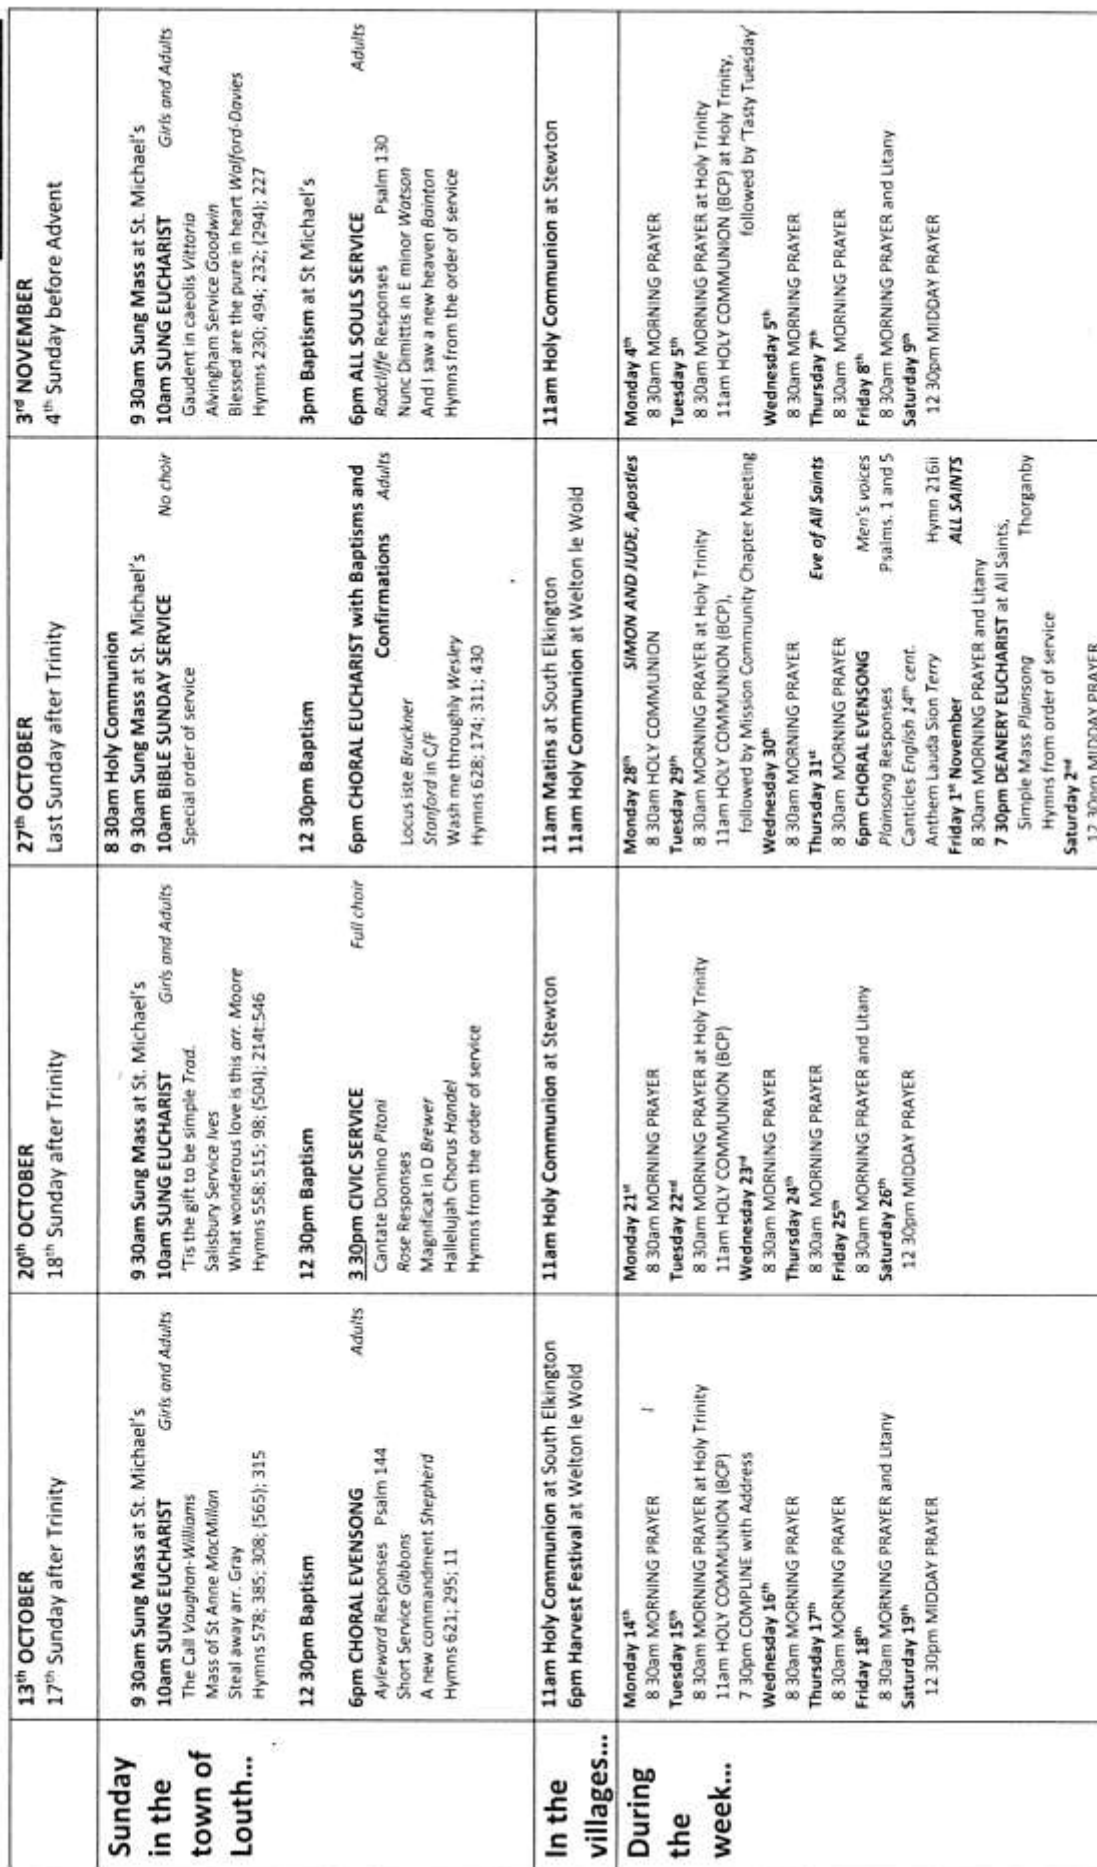 13th OCTOBER
17th Sunday after Trinity
20th OCTOBER
18th Sunday after Trinity
27th OCTOBER
Last Sunday after Trinity
3rd NOVEMBER
4th Sunday before Advent
Sunday
in the
town of
Louth...
9 30am Sung Mass at St. Michael's
10am SUNG EUCHARIST Girls and Adults
The Call Vaughan-Williams
Mass of St Anne MacMillan
Steal away arr. Gray
Hymns 578; 385; 308; (565); 315
12 30pm Baptism
6pm CHORAL EVENSONG Adults
Ayleward Responses Psalm 144
Short Service Gibbons
A new commandment Shepherd
Hymns 621; 295; 11
9 30am Sung Mass at St. Michael's
10am SUNG EUCHARIST Girls and Adults
'Tis the gift to be simple Trad.
Salisbury Service Ives
What wonderous love is this arr. Moore
Hymns 558; 515; 98; (504); 214t:546
12 30pm Baptism
3 30pm CIVIC SERVICE Full choir
Cantate Domino Pitoni
Rose Responses
Magnificat in D Brewer
Hallelujah Chorus Handel
Hymns from the order of service
8 30am Holy Communion
9 30am Sung Mass at St. Michael's
10am BIBLE SUNDAY SERVICE No choir
Special order of service
12 30pm Baptism
6pm CHORAL EUCHARIST with Baptisms and
Confirmations Adults
Locus iste Bruckner
Stanford in C/F
Wash me throughly Wesley
Hymns 628; 174; 311; 430
9 30am Sung Mass at St. Michael's
10am SUNG EUCHARIST Girls and Adults
Gaudent in caeolis Vittoria
Alvingham Service Goodwin
Blessed are the pure in heart Walford-Davies
Hymns 230; 494; 232; (294); 227
3pm Baptism at St Michael's
6pm ALL SOULS SERVICE Adults
Radcliffe Responses Psalm 130
Nunc Dimittis in E minor Watson
And I saw a new heaven Bainton
Hymns from the order of service
In the
villages...
11am Holy Communion at South Elkington
6pm Harvest Festival at Welton le Wold
11am Holy Communion at Stewton
11am Matins at South Elkington
11am Holy Communion at Welton le Wold
11am Holy Communion at Stewton
During
the
week...
Monday 14th
8 30am MORNING PRAYER
Tuesday 15th
8 30am MORNING PRAYER at Holy Trinity
11am HOLY COMMUNION (BCP)
7 30pm COMPLINE with Address
Wednesday 16th
8 30am MORNING PRAYER
Thursday 17th
8 30am MORNING PRAYER
Friday 18th
8 30am MORNING PRAYER and Litany
Saturday 19th
12 30pm MIDDAY PRAYER
Monday 21st
8 30am MORNING PRAYER
Tuesday 22nd
8 30am MORNING PRAYER at Holy Trinity
11am HOLY COMMUNION (BCP)
Wednesday 23rd
8 30am MORNING PRAYER
Thursday 24th
8 30am MORNING PRAYER
Friday 25th
8 30am MORNING PRAYER and Litany
Saturday 26th
12 30pm MIDDAY PRAYER
Monday 28th SIMON AND JUDE, Apostles
8 30am HOLY COMMUNION
Tuesday 29th
8 30am MORNING PRAYER at Holy Trinity
11am HOLY COMMUNION (BCP),
followed by Mission Community Chapter Meeting
Wednesday 30th
8 30am MORNING PRAYER
Thursday 31st Eve of All Saints
8 30am MORNING PRAYER
6pm CHORAL EVENSONG Men's voices
Plainsong Responses Psalms. 1 and 5
Canticles English 14th cent.
Anthem Lauda Sion Terry Hymn 216ii
Friday 1st November ALL SAINTS
8 30am MORNING PRAYER and Litany
7 30pm DEANERY EUCHARIST at All Saints,
Simple Mass Plainsong Thorganby
Hymns from order of service
Saturday 2nd
12 30pm MIDDAY PRAYER
Monday 4th
8 30am MORNING PRAYER
Tuesday 5th
8 30am MORNING PRAYER at Holy Trinity
11am HOLY COMMUNION (BCP) at Holy Trinity,
followed by 'Tasty Tuesday'
Wednesday 5th
8 30am MORNING PRAYER
Thursday 7th
8 30am MORNING PRAYER
Friday 8th
8 30am MORNING PRAYER and Litany
Saturday 9th
12 30pm MIDDAY PRAYER